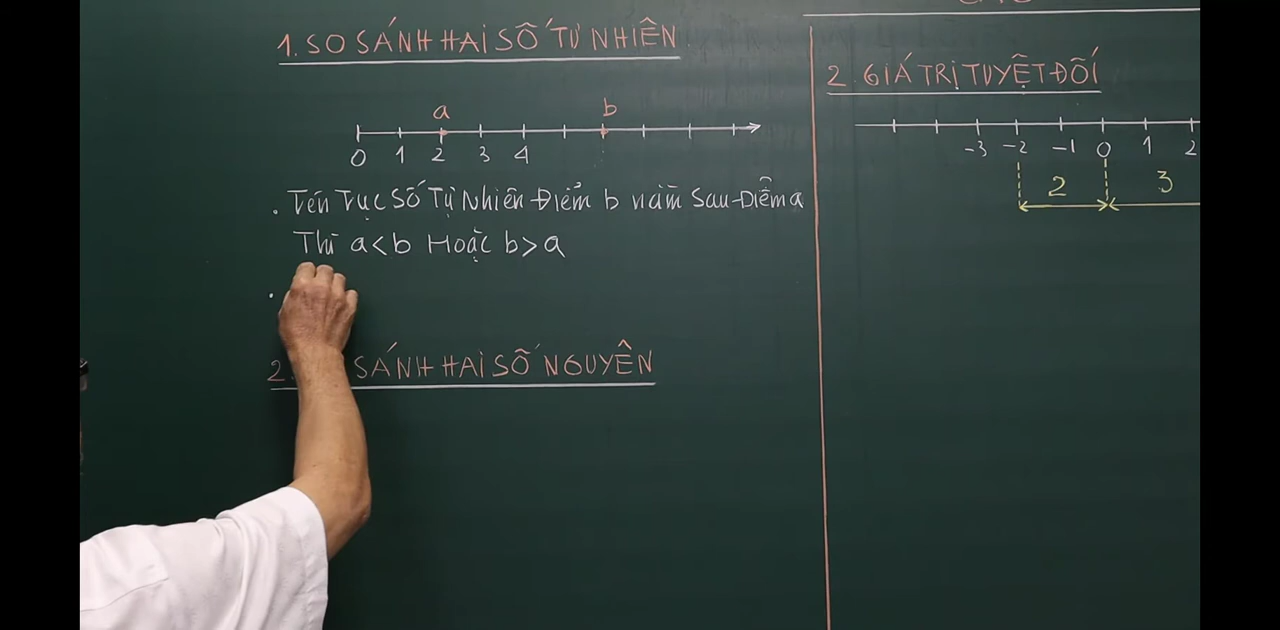 1. SO SÁNH HAI SỐ TỰ NHIÊN
a b
0 1 2 3 4
. Trên Trục Số Tự Nhiên Điểm b nằm Sau Điểm a
Thì a < b Hoặc b > a
.
2. SÁNH HAI SỐ NGUYÊN
2. GIÁ TRỊ TUYỆT ĐỐI
-3 -2 -1 0 1 2
2 3